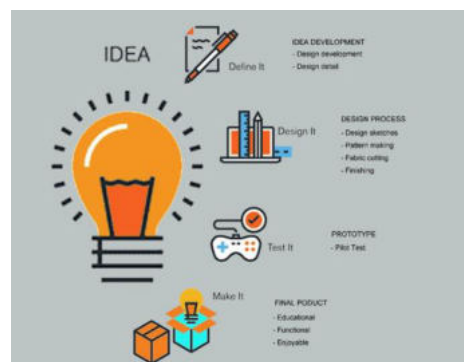 IDEA
Define It
IDEA DEVELOPMENT
- Design development
- Design detail
Design It
DESIGN PROCESS
- Design sketches
- Pattern making
- Fabric cutting
- Finishing
Test It
PROTOTYPE
- Pilot Test
Make It
FINAL PODUCT
- Educational
- Functional
- Enjoyable